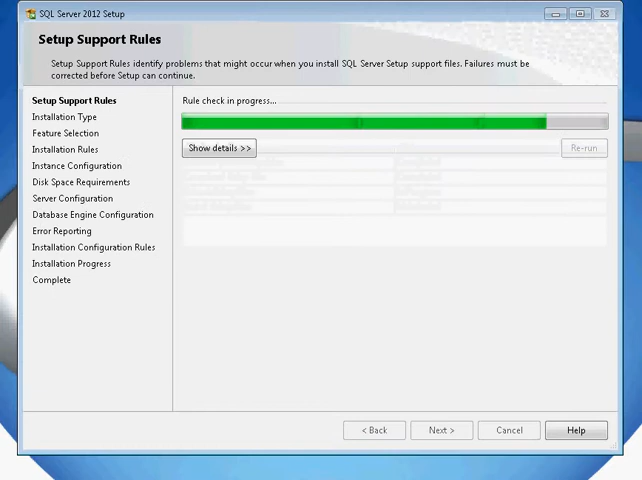 SQL Server 2012 Setup
Setup Support Rules
Setup Support Rules identify problems that might occur when you install SQL Server Setup support files. Failures must be
corrected before Setup can continue.
Setup Support Rules
Installation Type
Feature Selection
Installation Rules
Instance Configuration
Disk Space Requirements
Server Configuration
Database Engine Configuration
Error Reporting
Installation Configuration Rules
Installation Progress
Complete
Rule check in progress...
Show details >>
Re-run
< Back
Next >
Cancel
Help